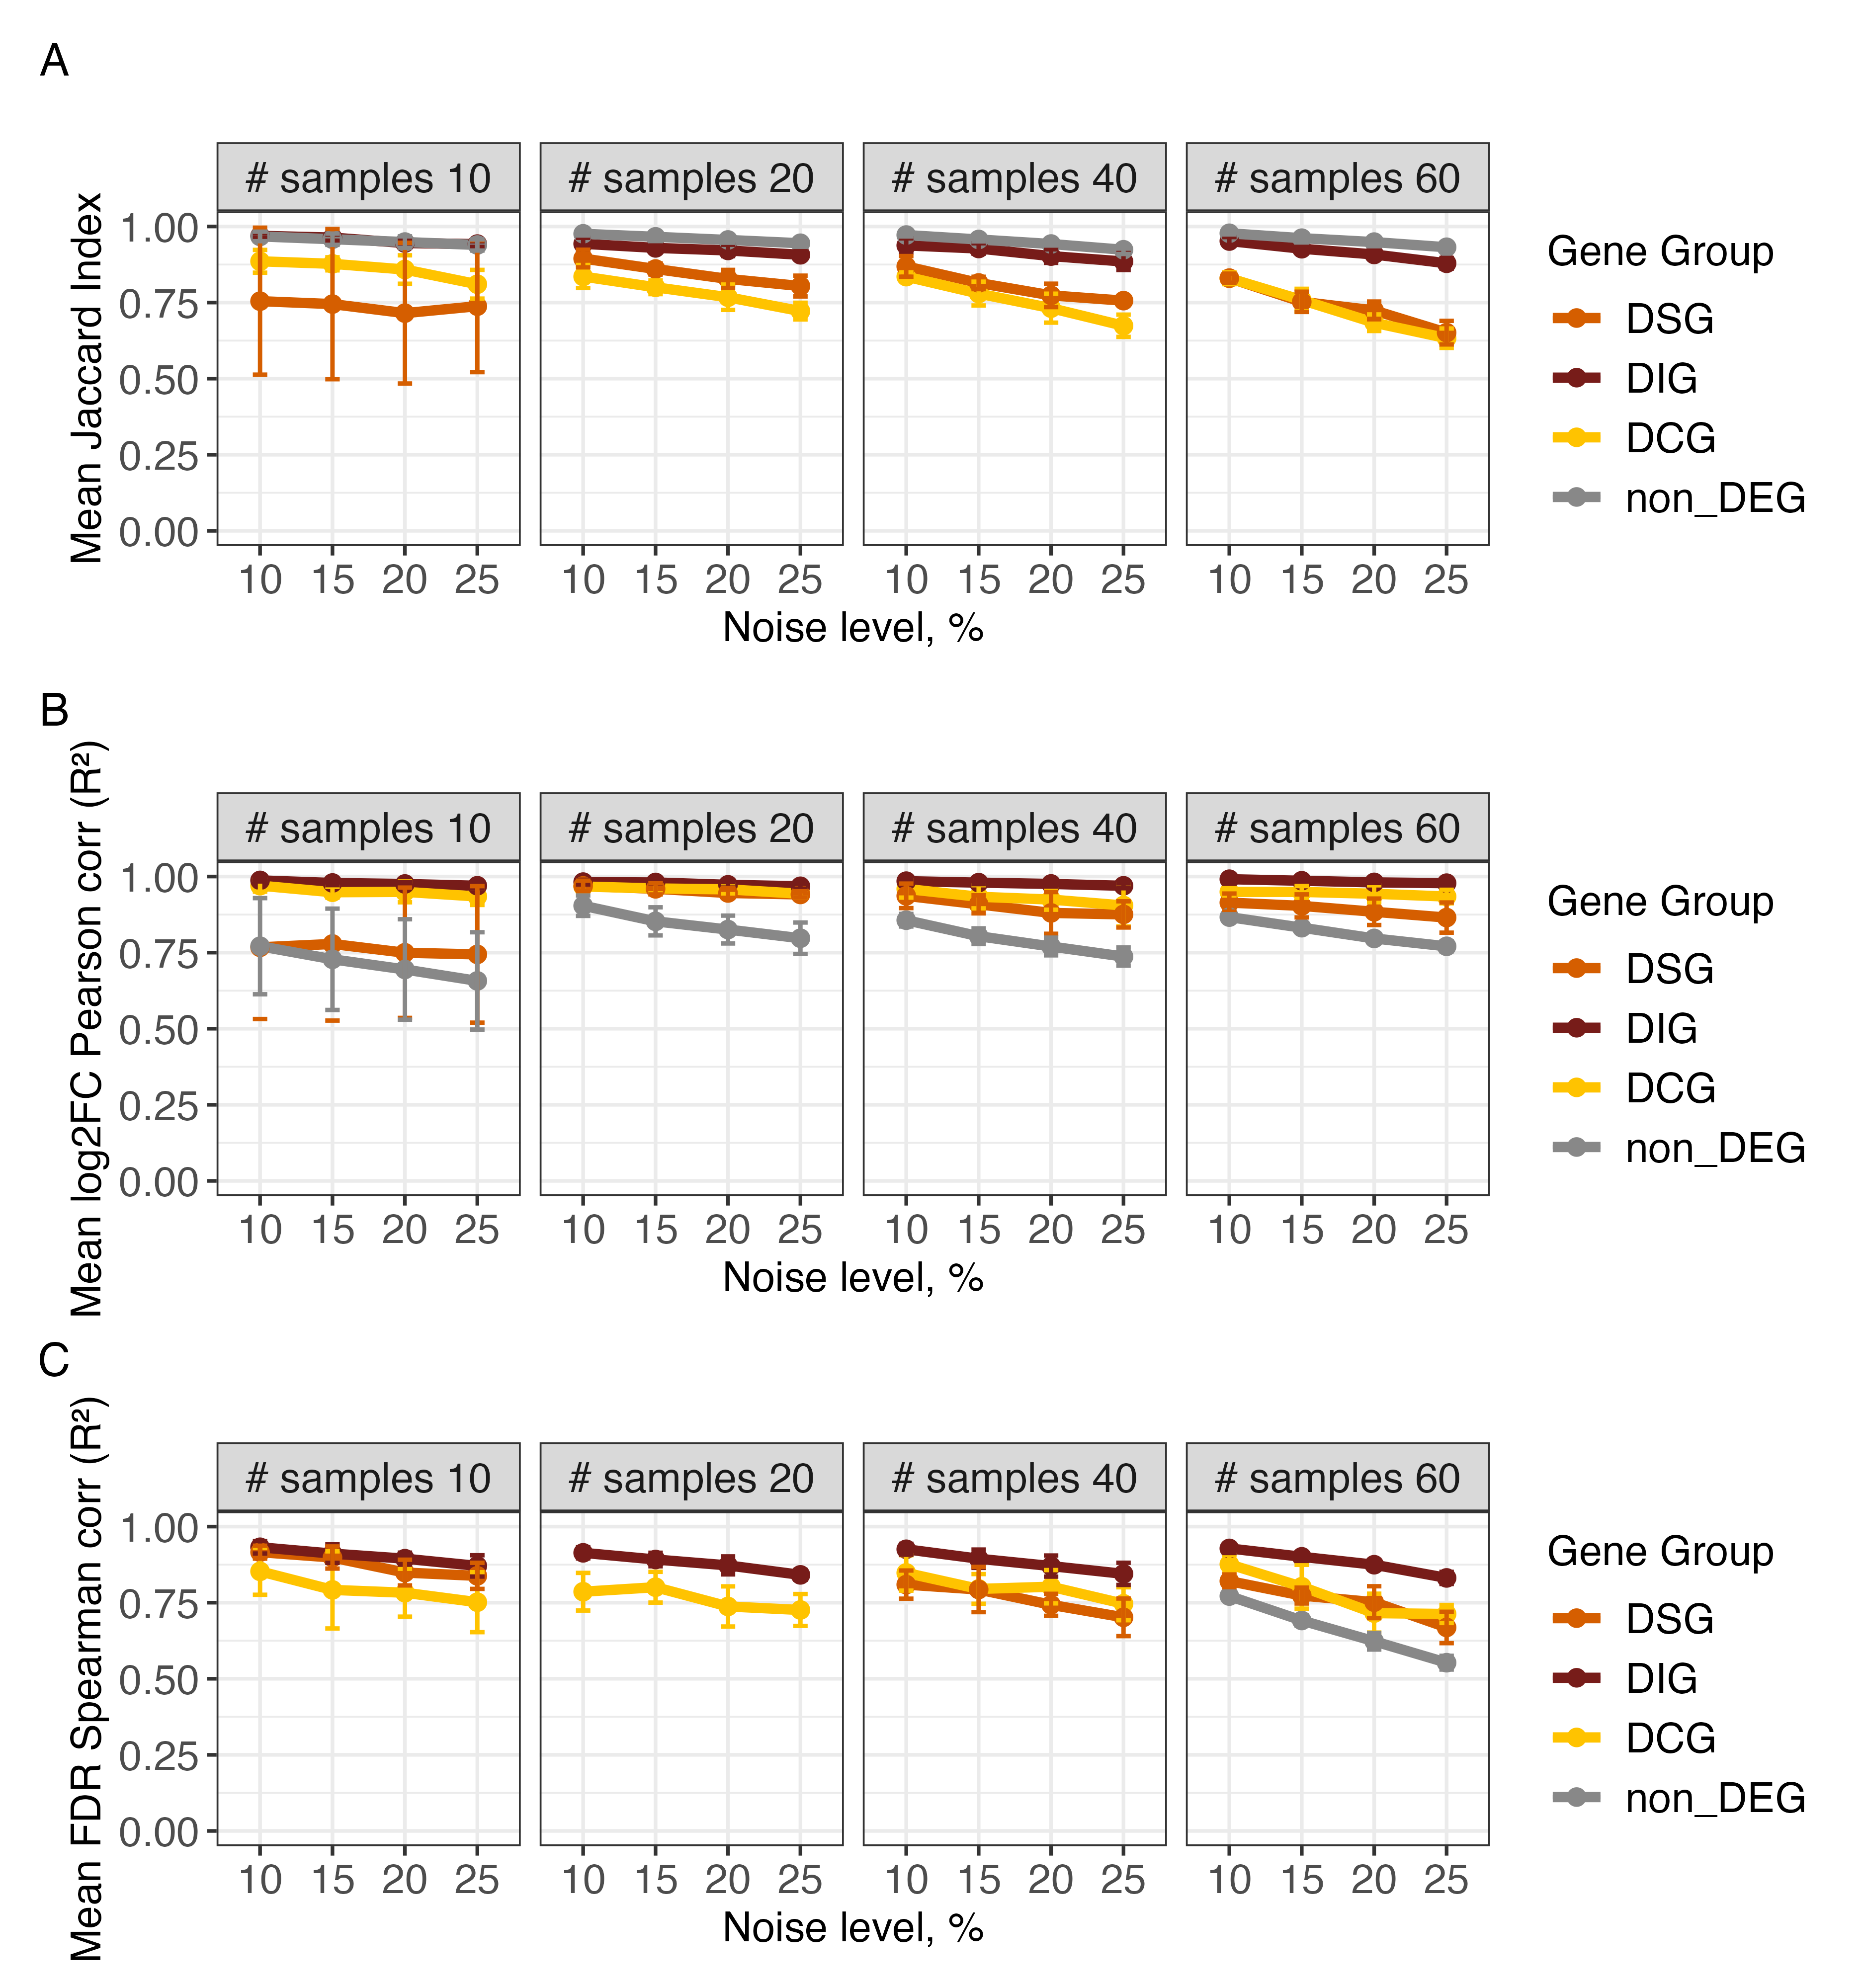 A
# samples 10 # samples 20 # samples 40 # samples 60
Mean Jaccard Index
1.00
0.75
0.50
0.25
0.00
10 15 20 25 10 15 20 25 10 15 20 25 10 15 20 25
Noise level, %
Gene Group
DSG
DIG
DCG
non_DEG
B
# samples 10 # samples 20 # samples 40 # samples 60
Mean log2FC Pearson corr (R²)
1.00
0.75
0.50
0.25
0.00
10 15 20 25 10 15 20 25 10 15 20 25 10 15 20 25
Noise level, %
Gene Group
DSG
DIG
DCG
non_DEG
C
# samples 10 # samples 20 # samples 40 # samples 60
Mean FDR Spearman corr (R²)
1.00
0.75
0.50
0.25
0.00
10 15 20 25 10 15 20 25 10 15 20 25 10 15 20 25
Noise level, %
Gene Group
DSG
DIG
DCG
non_DEG